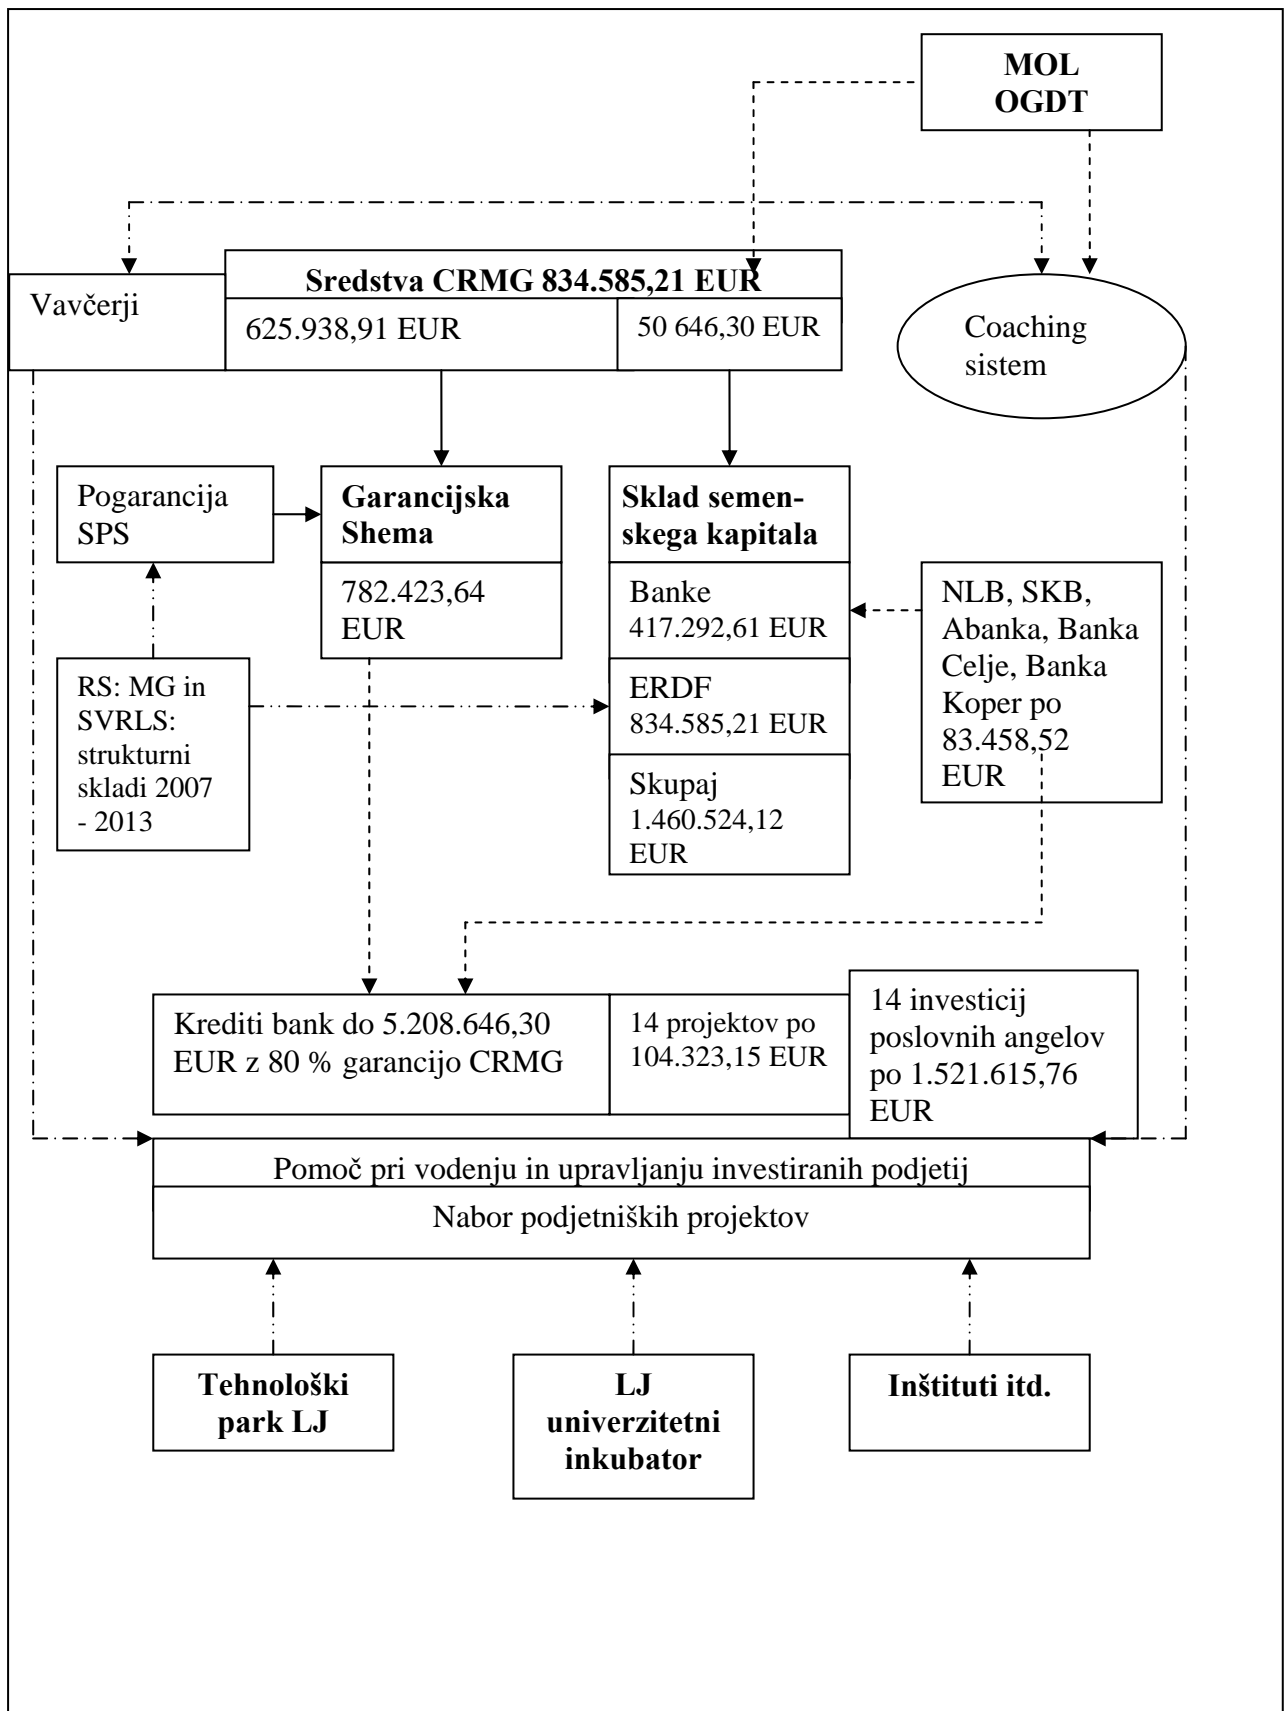 MOL
OGDT
Sredstva CRMG 834.585,21 EUR
Vavčerji
625.938,91 EUR
50 646,30 EUR
Coaching
sistem
Pogarancija
SPS
Garancijska
Shema
782.423,64
EUR
Sklad semen-
skega kapitala
Banke
417.292,61 EUR
ERDF
834.585,21 EUR
Skupaj
1.460.524,12
EUR
NLB, SKB,
Abanka, Banka
Celje, Banka
Koper po
83.458,52
EUR
RS: MG in
SVRLS:
strukturni
skladi 2007
- 2013
Krediti bank do 5.208.646,30
EUR z 80 % garancijo CRMG
14 projektov po
104.323,15 EUR
14 investicij
poslovnih angelov
po 1.521.615,76
EUR
Pomoč pri vodenju in upravljanju investiranih podjetij
Nabor podjetniških projektov
Tehnološki
park LJ
LJ
univerzitetni
inkubator
Inštituti itd.